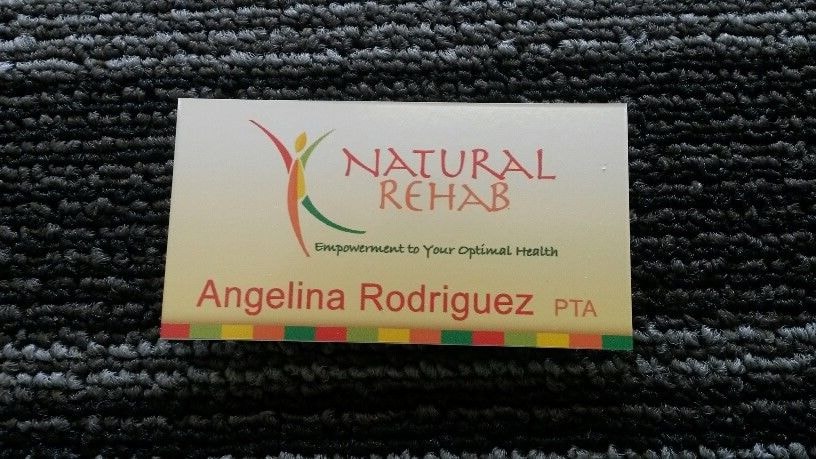 NATURAL
REHAB
Empowerment to Your Optimal Health
Angelina Rodriguez PTA